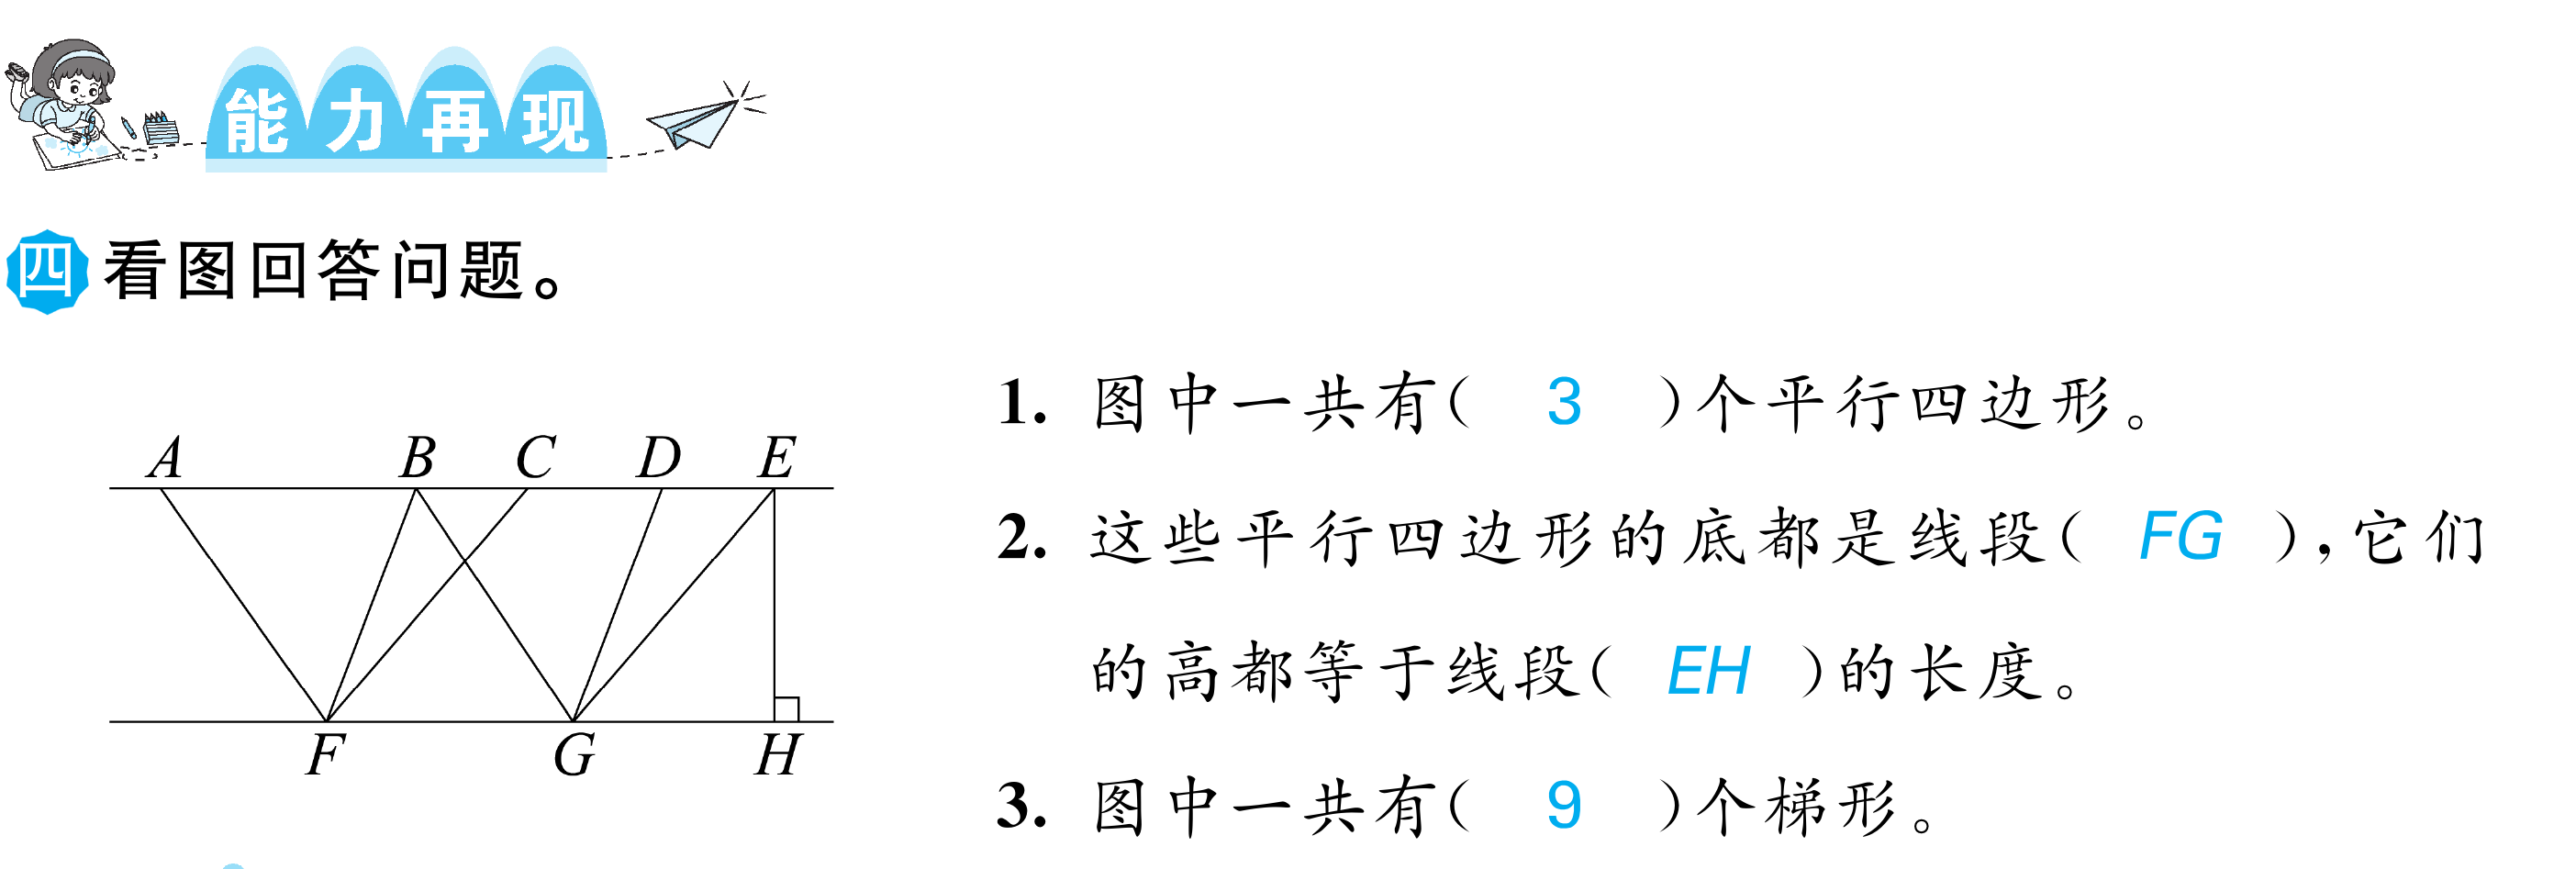 能力再现
四 看图回答问题。
1. 图中一共有( 3 )个平行四边形。
2. 这些平行四边形的底都是线段( FG ),它们
的高都等于线段( EH )的长度。
3. 图中一共有( 9 )个梯形。
A B C D E
F G H